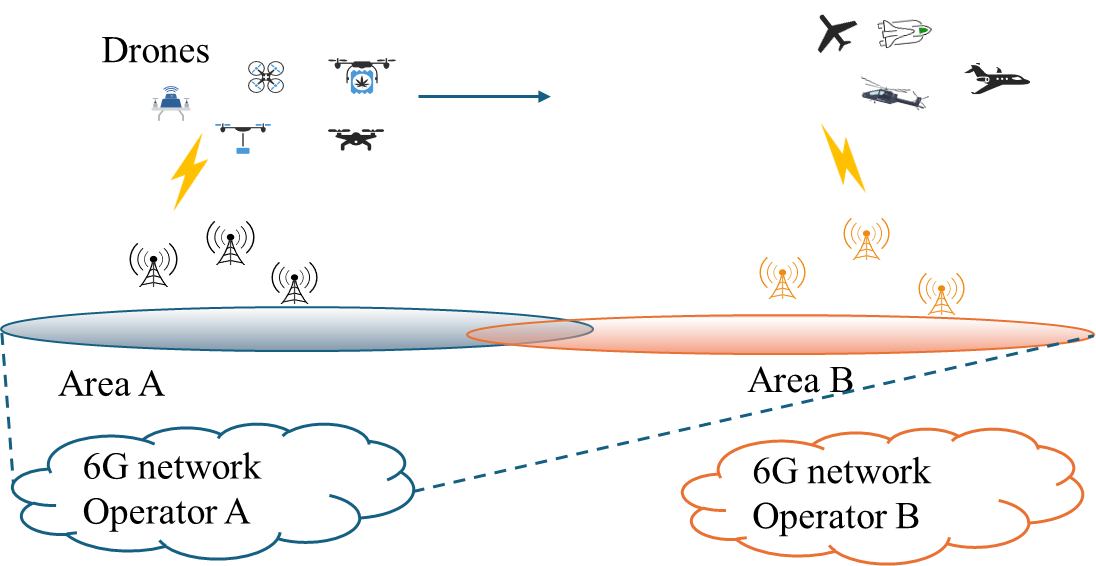 Drones
Area A
Area B
6G network
Operator A
6G network
Operator B